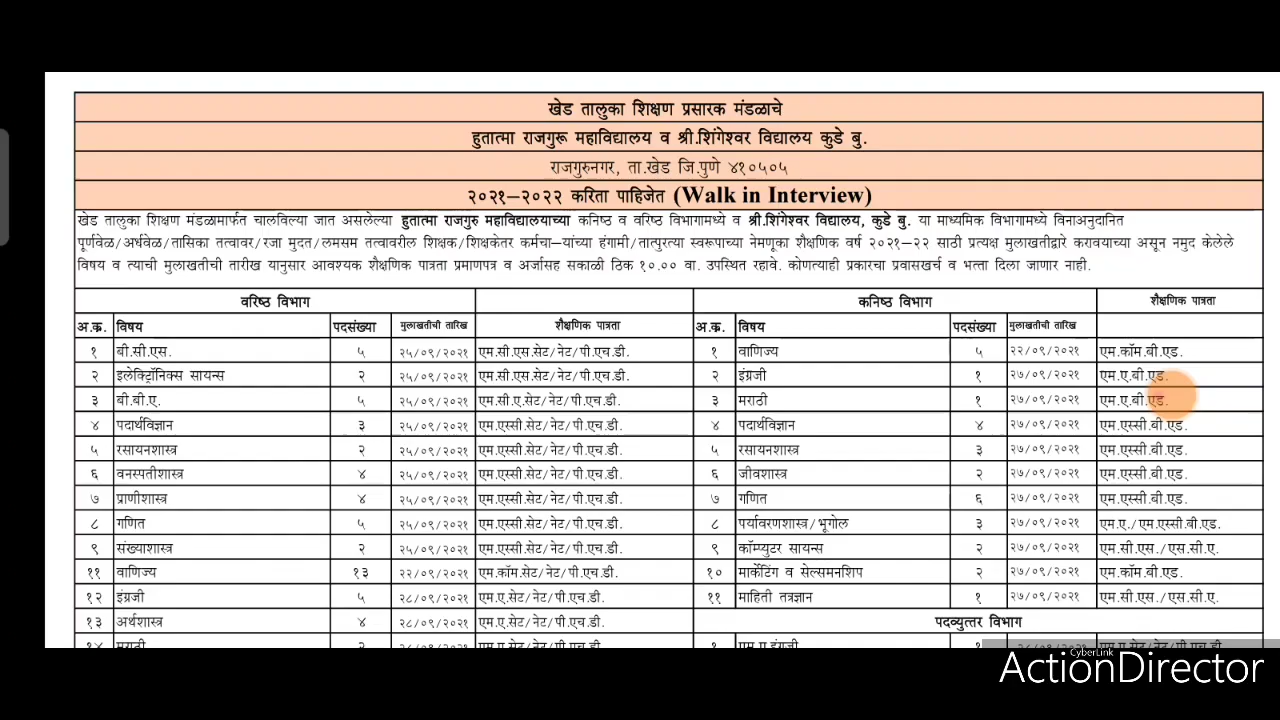 खेड तालुका शिक्षण प्रसारक मंडळाचे
हुतात्मा राजगुरू महाविद्यालय व श्री.शिंगेश्वर विद्यालय कुडे बु.
राजगुरुनगर, ता.खेड जि.पुणे ४१०५०५
२०२१–२०२२ करिता पाहिजेत (Walk in Interview)
खेड तालुका शिक्षण मंडळामार्फत चालविल्या जात असलेल्या हुतात्मा राजगुरु महाविद्यालयाच्या कनिष्ठ व वरिष्ठ विभागामध्ये व श्री.शिंगेश्वर विद्यालय, कुडे बु. या माध्यमिक विभागामध्ये विनाअनुदानित
पूर्णवेळ/अर्धवेळ/तासिका तत्वावर/रजा मुदत/लमसम तत्वावरील शिक्षक/शिक्षकेतर कर्मचा–यांच्या हंगामी/तात्पुरत्या स्वरूपाच्या नेमणूका शैक्षणिक वर्ष २०२१–२२ साठी प्रत्यक्ष मुलाखतीद्वारे करावयाच्या असून नमुद केलेले
विषय व त्याची मुलाखतीची तारीख यानुसार आवश्यक शैक्षणिक पात्रता प्रमाणपत्र व अर्जासह सकाळी ठिक १०.०० वा. उपस्थित रहावे. कोणत्याही प्रकारचा प्रवासखर्च व भत्ता दिला जाणार नाही.
वरिष्ठ विभाग कनिष्ठ विभाग शैक्षणिक पात्रता
अ.क. विषय पदसंख्या मुलाखतीची तारिख शैक्षणिक पात्रता अ.क. विषय पदसंख्या मुलाखतीची तारिख
१ बी.सी.एस. ५ २५/०९/२०२१ एम.सी.एस.सेट/नेट/पी.एच.डी. १ वाणिज्य ५ २२/०९/२०२१ एम.कॉम.बी.एड.
२ इलेक्ट्रॉनिक्स सायन्स २ २५/०९/२०२१ एम.सी.एस.सेट/नेट/पी.एच.डी. २ इंग्रजी १ २७/०९/२०२१ एम.ए.बी.एड.
३ बी.बी.ए. ५ २५/०९/२०२१ एम.सी.ए.सेट/नेट/पी.एच.डी. ३ मराठी १ २७/०९/२०२१ एम.ए.बी.एड.
४ पदार्थविज्ञान ३ २५/०९/२०२१ एम.एस्सी.सेट/नेट/पी.एच.डी. ४ पदार्थविज्ञान ४ २७/०९/२०२१ एम.एस्सी.बी.एड.
५ रसायनशास्त्र २ २५/०९/२०२१ एम.एस्सी.सेट/नेट/पी.एच.डी. ५ रसायनशास्त्र ३ २७/०९/२०२१ एम.एस्सी.बी.एड.
६ वनस्पतीशास्त्र ४ २५/०९/२०२१ एम.एस्सी.सेट/नेट/पी.एच.डी. ६ जीवशास्त्र २ २७/०९/२०२१ एम.एस्सी.बी.एड.
७ प्राणीशास्त्र ४ २५/०९/२०२१ एम.एस्सी.सेट/नेट/पी.एच.डी. ७ गणित ६ २७/०९/२०२१ एम.एस्सी.बी.एड.
८ गणित ५ २५/०९/२०२१ एम.एस्सी.सेट/नेट/पी.एच.डी. ८ पर्यावरणशास्त्र/भूगोल ३ २७/०९/२०२१ एम.ए./एम.एस्सी.बी.एड.
९ संख्याशास्त्र २ २५/०९/२०२१ एम.एस्सी.सेट/नेट/पी.एच.डी. ९ कॉम्प्युटर सायन्स २ २७/०९/२०२१ एम.सी.एस./एस.सी.ए.
११ वाणिज्य १३ २२/०९/२०२१ एम.कॉम.सेट/नेट/पी.एच.डी. १० मार्केटिंग व सेल्समनशिप २ २७/०९/२०२१ एम.कॉम.बी.एड.
१२ इंग्रजी ५ २८/०९/२०२१ एम.ए.सेट/नेट/पी.एच.डी. ११ माहिती तत्रज्ञान १ २७/०९/२०२१ एम.सी.एस./एस.सी.ए.
१३ अर्थशास्त्र ४ २८/०९/२०२१ एम.ए.सेट/नेट/पी.एच.डी. पदव्युत्तर विभाग
१४ मराठी २ २८/०९/२०२१ एम.ए.सेट/नेट/पी.एच.डी. १ एम.ए.इंग्रजी
CyberLink
ActionDirector